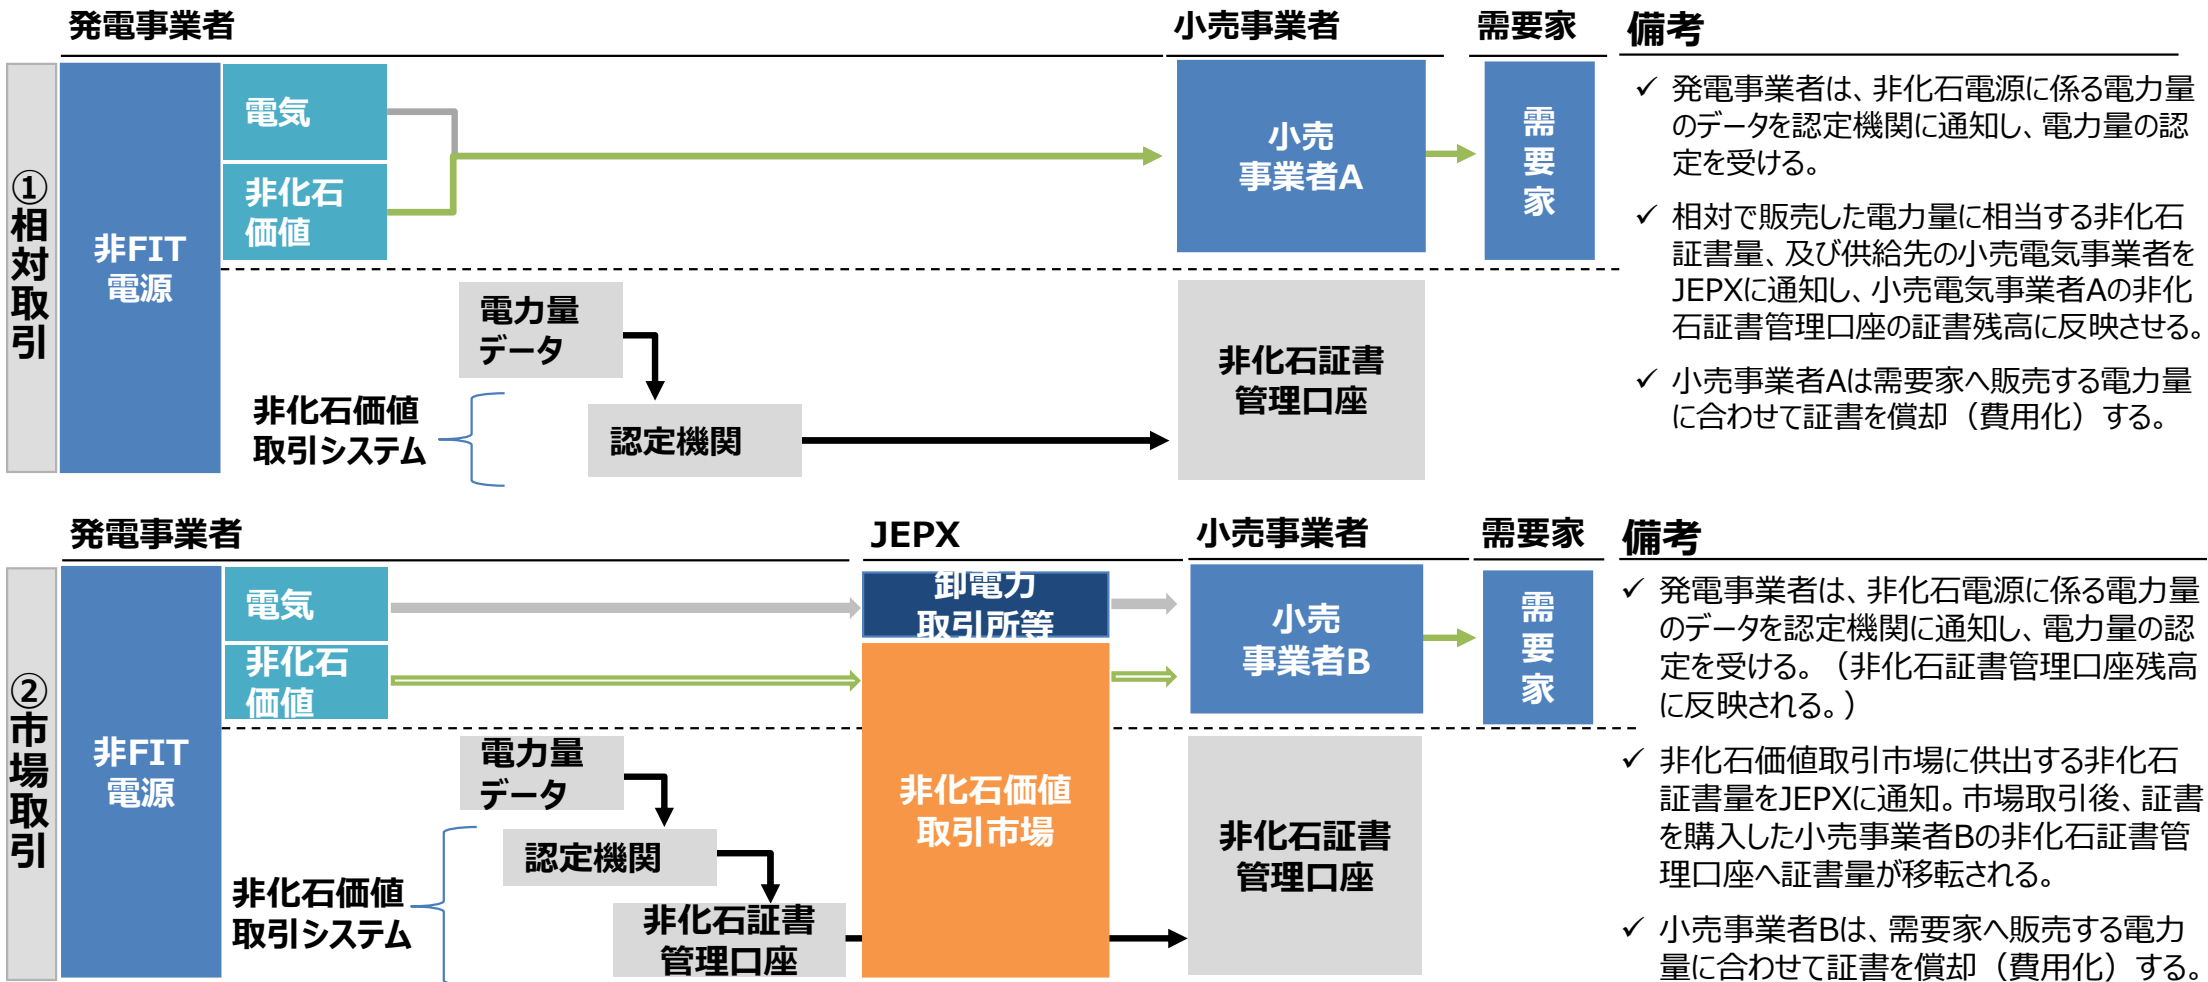 発電事業者
小売事業者
需要家
備考
①相対取引
非FIT
電源
電気
非化石
価値
小売
事業者A
需要家
電力量
データ
非化石価値
取引システム
認定機関
非化石証書
管理口座
✓ 発電事業者は、非化石電源に係る電力量
のデータを認定機関に通知し、電力量の認
定を受ける。
✓ 相対で販売した電力量に相当する非化石
証書量、及び供給先の小売電気事業者を
JEPXに通知し、小売電気事業者Aの非化
石証書管理口座の証書残高に反映させる。
✓ 小売事業者Aは需要家へ販売する電力量
に合わせて証書を償却（費用化）する。
発電事業者
JEPX
小売事業者
需要家
備考
②市場取引
非FIT
電源
電気
非化石
価値
卸電力
取引所等
小売
事業者B
需要家
電力量
データ
認定機関
非化石価値
取引システム
非化石証書
管理口座
非化石価値
取引市場
非化石証書
管理口座
✓ 発電事業者は、非化石電源に係る電力量
のデータを認定機関に通知し、電力量の認
定を受ける。（非化石証書管理口座残高
に反映される。）
✓ 非化石価値取引市場に供出する非化石
証書量をJEPXに通知。市場取引後、証書
を購入した小売事業者Bの非化石証書管
理口座へ証書量が移転される。
✓ 小売事業者Bは、需要家へ販売する電力
量に合わせて証書を償却（費用化）する。